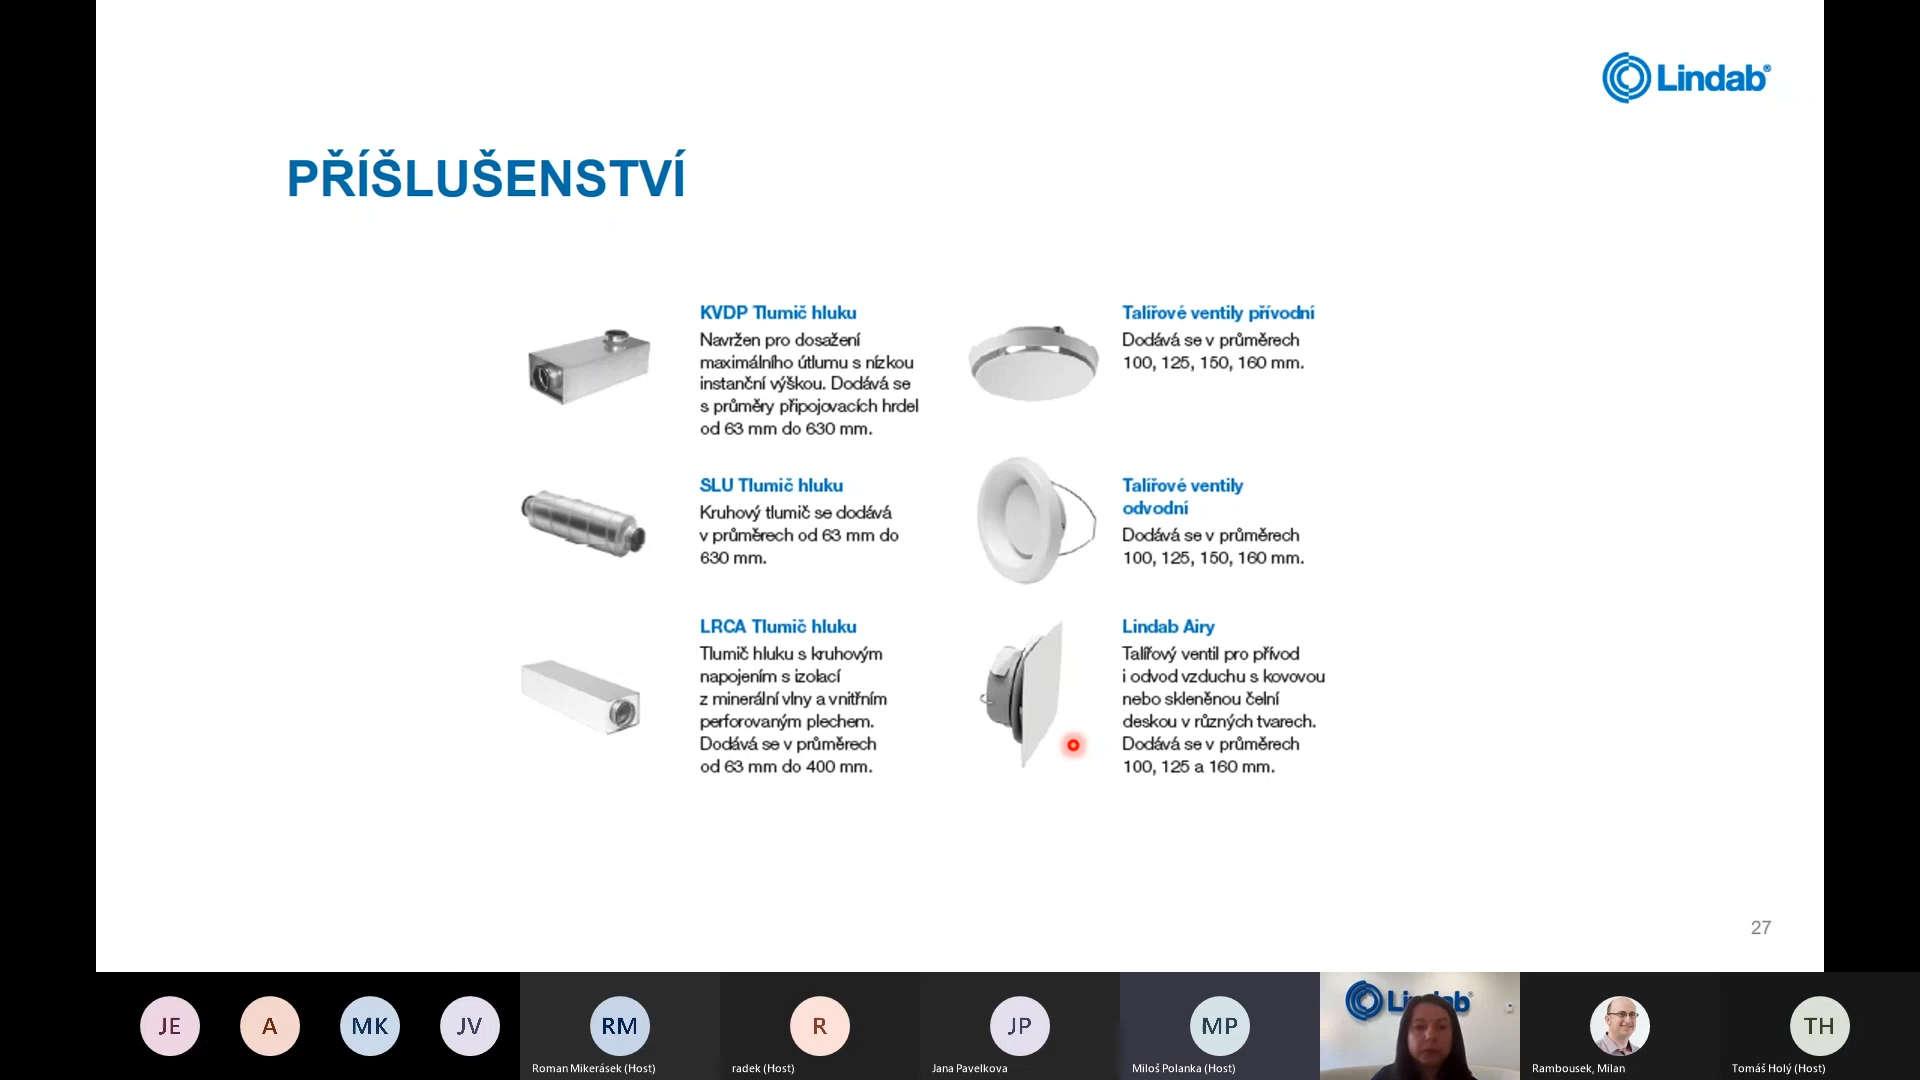 Lindab®
PŘÍŠLUŠENSTVÍ
KVDP Tlumič hluku
Navržen pro dosažení
maximálního útlumu s nízkou
instanční výškou. Dodává se
s průměry připojovacích hrdel
od 63 mm do 630 mm.
SLU Tlumič hluku
Kruhový tlumič se dodává
v průměrech od 63 mm do
630 mm.
LRCA Tlumič hluku
Tlumič hluku s kruhovým
napojením s izolací
z minerální vlny a vnitřním
perforovaným plechem.
Dodává se v průměrech
od 63 mm do 400 mm.
Talířové ventily přívodní
Dodává se v průměrech
100, 125, 150, 160 mm.
Talířové ventily
odvodní
Dodává se v průměrech
100, 125, 150, 160 mm.
Lindab Airy
Talířový ventil pro přívod
i odvod vzduchu s kovovou
nebo skleněnou čelní
deskou v různých tvarech.
Dodává se v průměrech
100, 125 a 160 mm.
27
JE
A
MK
JV
RM
Roman Mikerásek (Host)
R
radek (Host)
JP
Jana Pavelkova
MP
Miloš Polanka (Host)
Rambousek, Milan
TH
Tomáš Holý (Host)